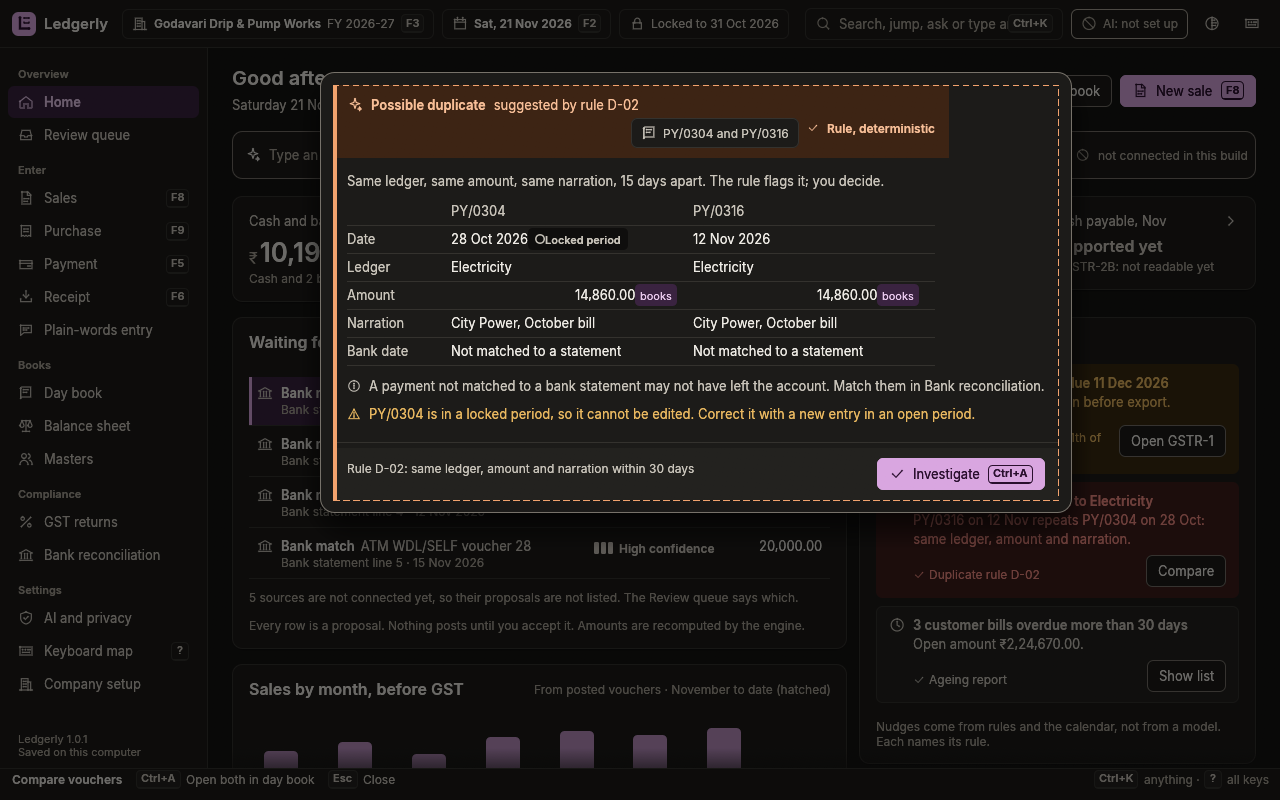 Ledgerly
Godavari Drip & Pump Works FY 2026-27 F3
Sat, 21 Nov 2026 F2
Locked to 31 Oct 2026
Search, jump, ask or type a Ctrl+K
AI: not set up
Overview
Home
Review queue
Enter
Sales F8
Purchase F9
Payment F5
Receipt F6
Plain-words entry
Books
Day book
Balance sheet
Masters
Compliance
GST returns
Bank reconciliation
Settings
AI and privacy
Keyboard map ?
Company setup
Ledgerly 1.0.1
Saved on this computer
Good afte
Saturday 21 No
book
New sale F8
Type an
not connected in this build
Cash and b
₹10,19
Cash and 2 b
h payable, Nov
pported yet
STR-2B: not readable yet
Possible duplicate suggested by rule D-02
PY/0304 and PY/0316
Rule, deterministic
Same ledger, same amount, same narration, 15 days apart. The rule flags it; you decide.
PY/0304 PY/0316
Date 28 Oct 2026 Locked period 12 Nov 2026
Ledger Electricity Electricity
Amount 14,860.00 books 14,860.00 books
Narration City Power, October bill City Power, October bill
Bank date Not matched to a statement Not matched to a statement
A payment not matched to a bank statement may not have left the account. Match them in Bank reconciliation.
PY/0304 is in a locked period, so it cannot be edited. Correct it with a new entry in an open period.
Rule D-02: same ledger, amount and narration within 30 days
Investigate Ctrl+A
Waiting fo
Bank m
Bank st
Bank m
Bank m
Bank statement line 4 · 12 Nov 2026
Bank match ATM WDL/SELF voucher 28
Bank statement line 5 · 15 Nov 2026
High confidence
20,000.00
5 sources are not connected yet, so their proposals are not listed. The Review queue says which.
Every row is a proposal. Nothing posts until you accept it. Amounts are recomputed by the engine.
Sales by month, before GST
From posted vouchers · November to date (hatched)
due 11 Dec 2026
n before export.
lth of
Open GSTR-1
to Electricity
PY/0316 on 12 Nov repeats PY/0304 on 28 Oct:
same ledger, amount and narration.
Duplicate rule D-02
Compare
3 customer bills overdue more than 30 days
Open amount ₹2,24,670.00.
Ageing report
Show list
Nudges come from rules and the calendar, not from a model.
Each names its rule.
Compare vouchers Ctrl+A Open both in day book Esc Close
Ctrl+K anything · ? all keys